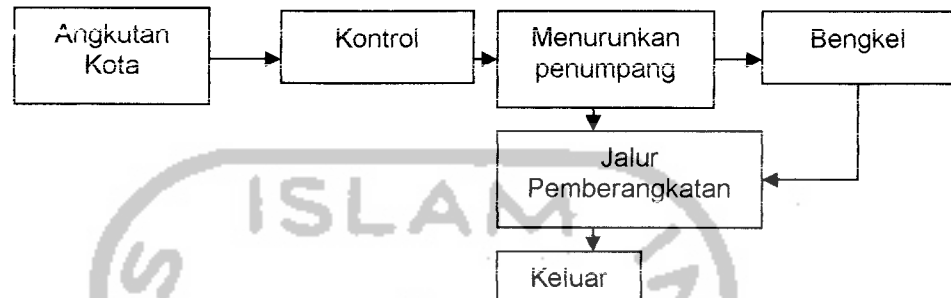 Angkutan
Kota
Kontrol
Menurunkan
penumpang
Bengkel
Jalur
Pemberangkatan
ISLAM
Keluar